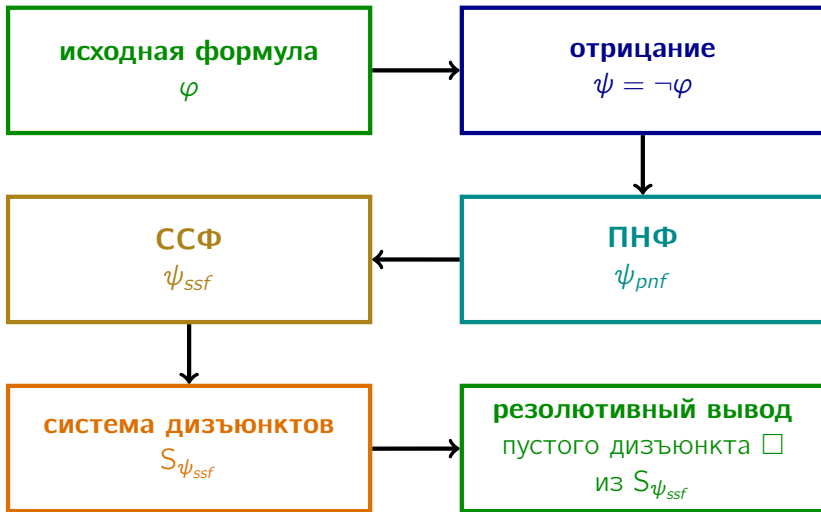 исходная формула
φ
отрицание
ψ = ¬φ
ССФ
ψ_ssf
ПНФ
ψ_pnf
система дизъюнктов
S_ψ_ssf
резолютивный вывод
пустого дизъюнкта □
из S_ψ_ssf